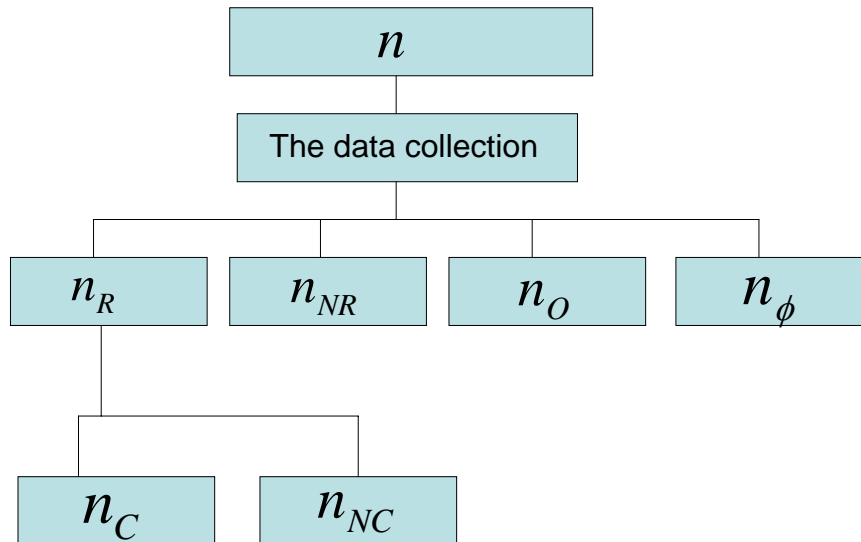 n
The data collection
n_R
n_NR
n_O
n_ϕ
n_C
n_NC